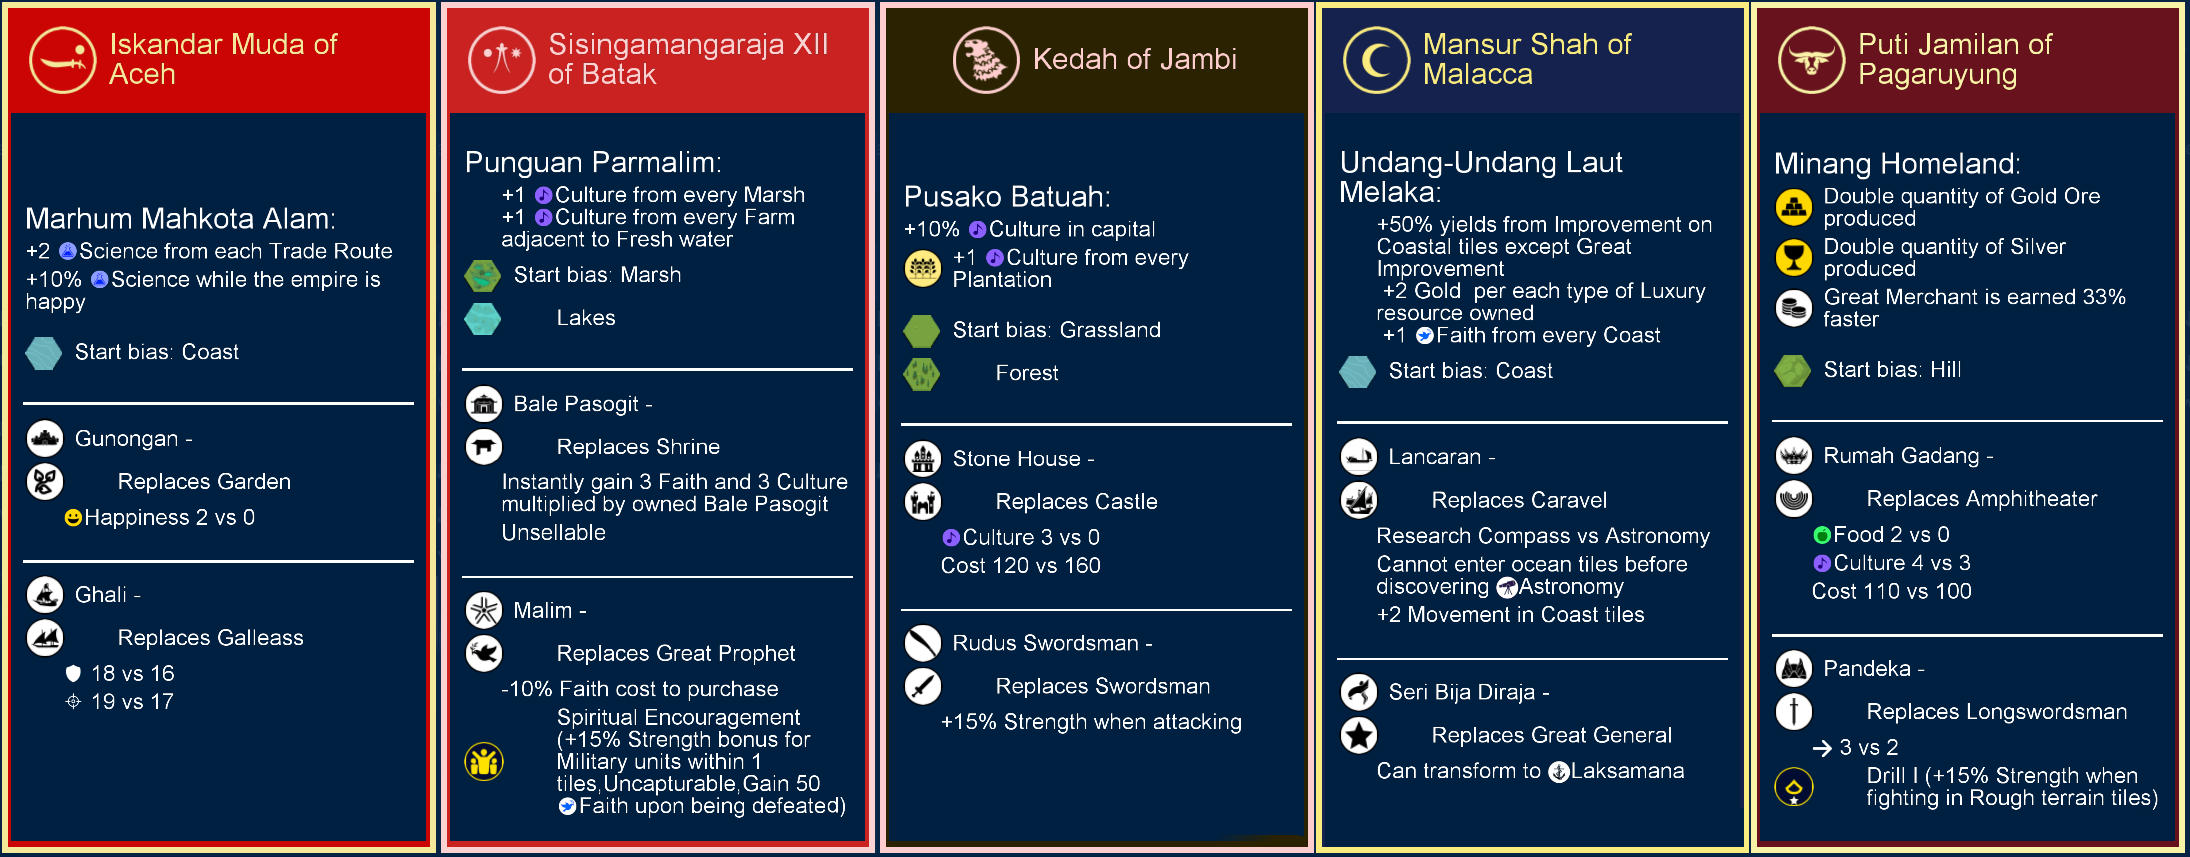 Iskandar Muda of
Aceh
Marhum Mahkota Alam:
+2 Science from each Trade Route
+10% Science while the empire is
happy
Start bias: Coast
Gunongan -
Replaces Garden
Happiness 2 vs 0
Ghali -
Replaces Galleass
18 vs 16
19 vs 17
Sisingamangaraja XII
of Batak
Punguan Parmalim:
+1 Culture from every Marsh
+1 Culture from every Farm
adjacent to Fresh water
Start bias: Marsh
Lakes
Bale Pasogit -
Replaces Shrine
Instantly gain 3 Faith and 3 Culture
multiplied by owned Bale Pasogit
Unsellable
Malim -
Replaces Great Prophet
-10% Faith cost to purchase
Spiritual Encouragement
(+15% Strength bonus for
Military units within 1
tiles,Uncapturable,Gain 50
Faith upon being defeated)
Kedah of Jambi
Pusako Batuah:
+10% Culture in capital
+1 Culture from every
Plantation
Start bias: Grassland
Forest
Stone House -
Replaces Castle
Culture 3 vs 0
Cost 120 vs 160
Rudus Swordsman -
Replaces Swordsman
+15% Strength when attacking
Mansur Shah of
Malacca
Undang-Undang Laut
Melaka:
+50% yields from Improvement on
Coastal tiles except Great
Improvement
+2 Gold per each type of Luxury
resource owned
+1 Faith from every Coast
Start bias: Coast
Lancaran -
Replaces Caravel
Research Compass vs Astronomy
Cannot enter ocean tiles before
discovering Astronomy
+2 Movement in Coast tiles
Seri Bija Diraja -
Replaces Great General
Can transform to Laksamana
Puti Jamilan of
Pagaruyung
Minang Homeland:
Double quantity of Gold Ore
produced
Double quantity of Silver
produced
Great Merchant is earned 33%
faster
Start bias: Hill
Rumah Gadang -
Replaces Amphitheater
Food 2 vs 0
Culture 4 vs 3
Cost 110 vs 100
Pandeka -
Replaces Longswordsman
3 vs 2
Drill I (+15% Strength when
fighting in Rough terrain tiles)